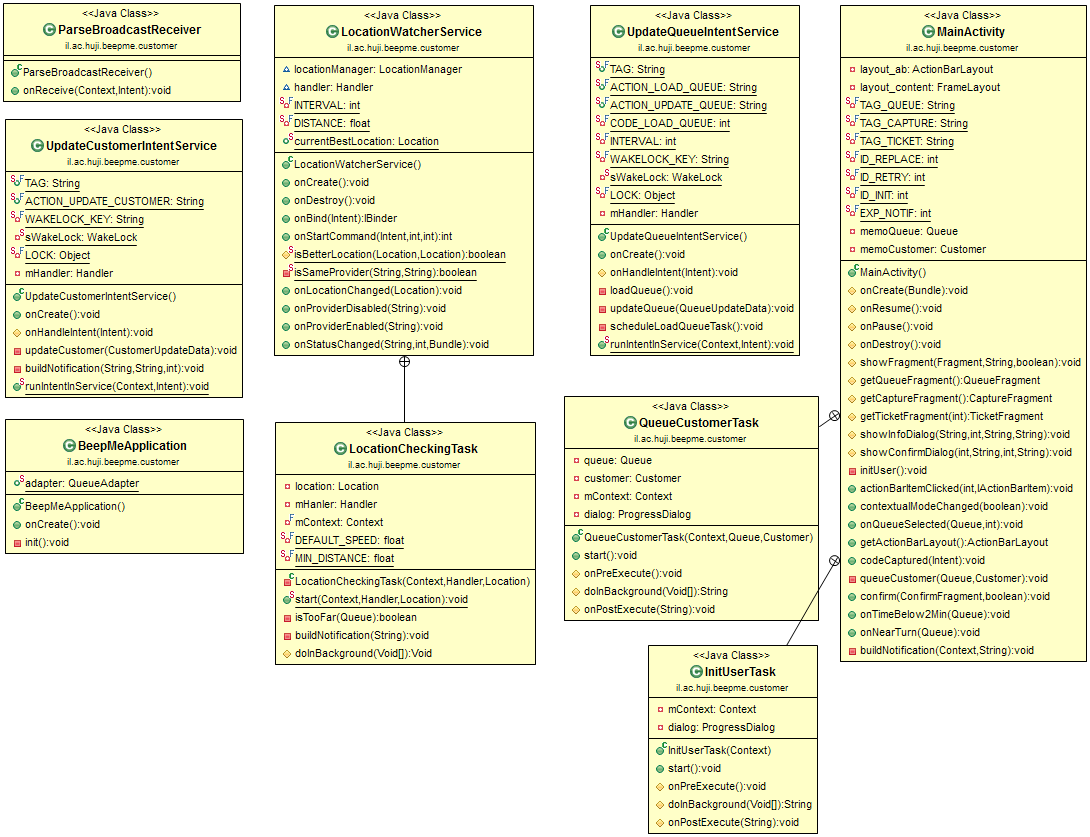 <<Java Class>>
ParseBroadcastReceiver
il.ac.huji.beepme.customer
ParseBroadcastReceiver()
onReceive(Context,Intent):void
<<Java Class>>
UpdateCustomerIntentService
il.ac.huji.beepme.customer
TAG: String
ACTION_UPDATE_CUSTOMER: String
WAKELOCK_KEY: String
sWakeLock: WakeLock
LOCK: Object
mHandler: Handler
UpdateCustomerIntentService()
onCreate():void
onHandleIntent(Intent):void
updateCustomer(CustomerUpdateData):void
buildNotification(String,String,int):void
runIntentInService(Context,Intent):void
<<Java Class>>
BeepMeApplication
il.ac.huji.beepme.customer
adapter: QueueAdapter
BeepMeApplication()
onCreate():void
init():void
<<Java Class>>
LocationWatcherService
il.ac.huji.beepme.customer
locationManager: LocationManager
handler: Handler
INTERVAL: int
DISTANCE: float
currentBestLocation: Location
LocationWatcherService()
onCreate():void
onDestroy():void
onBind(Intent):IBinder
onStartCommand(Intent,int,int):int
isBetterLocation(Location,Location):boolean
isSameProvider(String,String):boolean
onLocationChanged(Location):void
onProviderDisabled(String):void
onProviderEnabled(String):void
onStatusChanged(String,int,Bundle):void
<<Java Class>>
LocationCheckingTask
il.ac.huji.beepme.customer
location: Location
mHanler: Handler
mContext: Context
DEFAULT_SPEED: float
MIN_DISTANCE: float
LocationCheckingTask(Context,Handler,Location)
start(Context,Handler,Location):void
isTooFar(Queue):boolean
buildNotification(String):void
doInBackground(Void[]):Void
<<Java Class>>
UpdateQueueIntentService
il.ac.huji.beepme.customer
TAG: String
ACTION_LOAD_QUEUE: String
ACTION_UPDATE_QUEUE: String
CODE_LOAD_QUEUE: int
INTERVAL: int
WAKELOCK_KEY: String
sWakeLock: WakeLock
LOCK: Object
mHandler: Handler
UpdateQueueIntentService()
onCreate():void
onHandleIntent(Intent):void
loadQueue():void
updateQueue(QueueUpdateData):void
scheduleLoadQueueTask():void
runIntentInService(Context,Intent):void
<<Java Class>>
QueueCustomerTask
il.ac.huji.beepme.customer
queue: Queue
customer: Customer
mContext: Context
dialog: ProgressDialog
QueueCustomerTask(Context,Queue,Customer)
start():void
onPreExecute():void
doInBackground(Void[]):String
onPostExecute(String):void
<<Java Class>>
InitUserTask
il.ac.huji.beepme.customer
mContext: Context
dialog: ProgressDialog
InitUserTask(Context)
start():void
onPreExecute():void
doInBackground(Void[]):String
onPostExecute(String):void
<<Java Class>>
MainActivity
il.ac.huji.beepme.customer
layout_ab: ActionBarLayout
layout_content: FrameLayout
TAG_QUEUE: String
TAG_CAPTURE: String
TAG_TICKET: String
ID_REPLACE: int
ID_RETRY: int
ID_INIT: int
EXP_NOTIF: int
memoQueue: Queue
memoCustomer: Customer
MainActivity()
onCreate(Bundle):void
onResume():void
onPause():void
onDestroy():void
showFragment(Fragment,String,boolean):void
getQueueFragment():QueueFragment
getCaptureFragment():CaptureFragment
getTicketFragment(int):TicketFragment
showInfoDialog(String,int,String,String):void
showConfirmDialog(int,String,int,String):void
initUser():void
actionBarItemClicked(int,IActionBarItem):void
contextualModeChanged(boolean):void
onQueueSelected(Queue,int):void
getActionBarLayout():ActionBarLayout
codeCaptured(Intent):void
queueCustomer(Queue,Customer):void
confirm(ConfirmFragment,boolean):void
onTimeBelow2Min(Queue):void
onNearTurn(Queue):void
buildNotification(Context,String):void